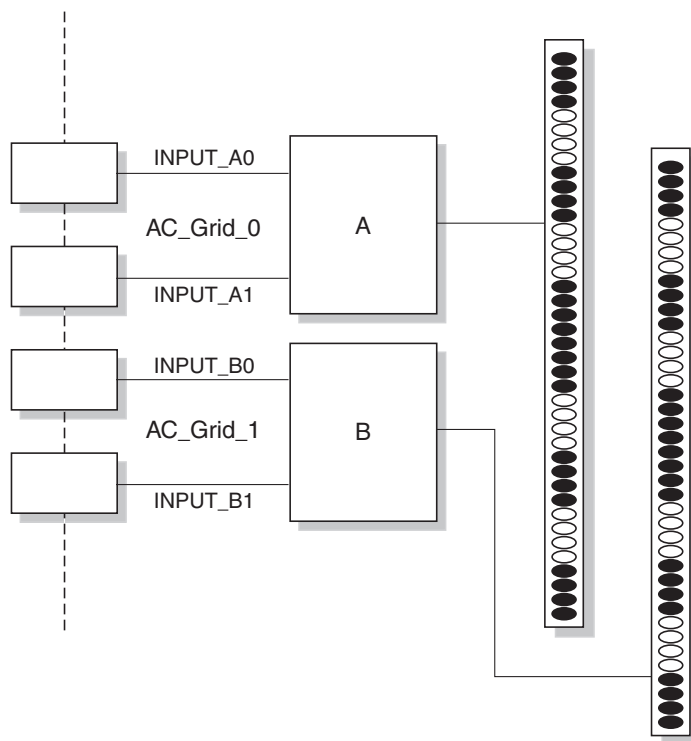 INPUT_A0
AC_Grid_0
A
INPUT_A1
INPUT_B0
AC_Grid_1
B
INPUT_B1